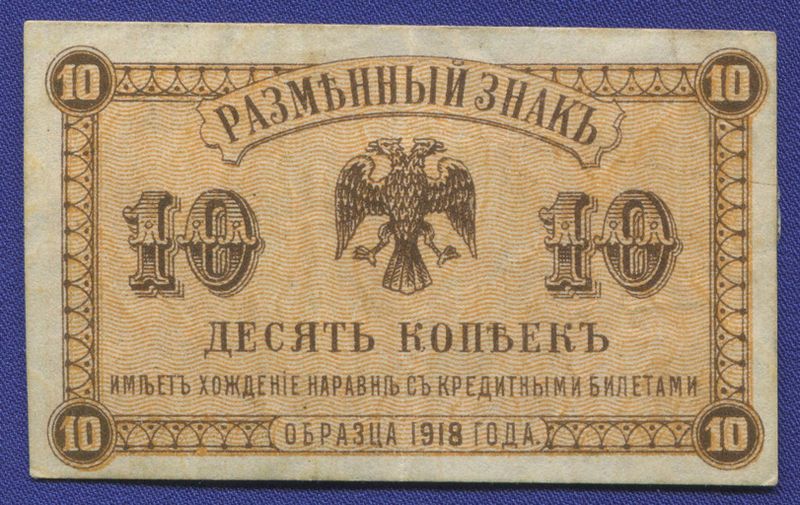 10 10
РАЗМѢННЫЙ ЗНАКЪ
10 10
ДЕСЯТЬ КОПѢЕКЪ
ИМѢЕТЪ ХОЖДЕНІЕ НАРАВНѢ СЪ КРЕДИТНЫМИ БИЛЕТАМИ
10 ОБРАЗЦА 1918 ГОДА. 10